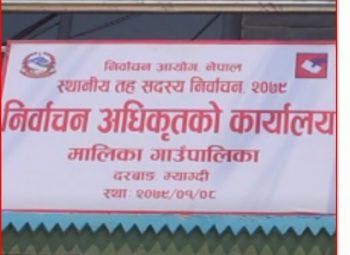 निर्वाचन आयोग, नेपाल
स्थानीय तह सदस्य निर्वाचन, २०७९
निर्वाचन अधिकृतको कार्यालय
मालिका गाउँपालिका
दरबाङ, म्याग्दी
स्था: २०७९/०१/०८